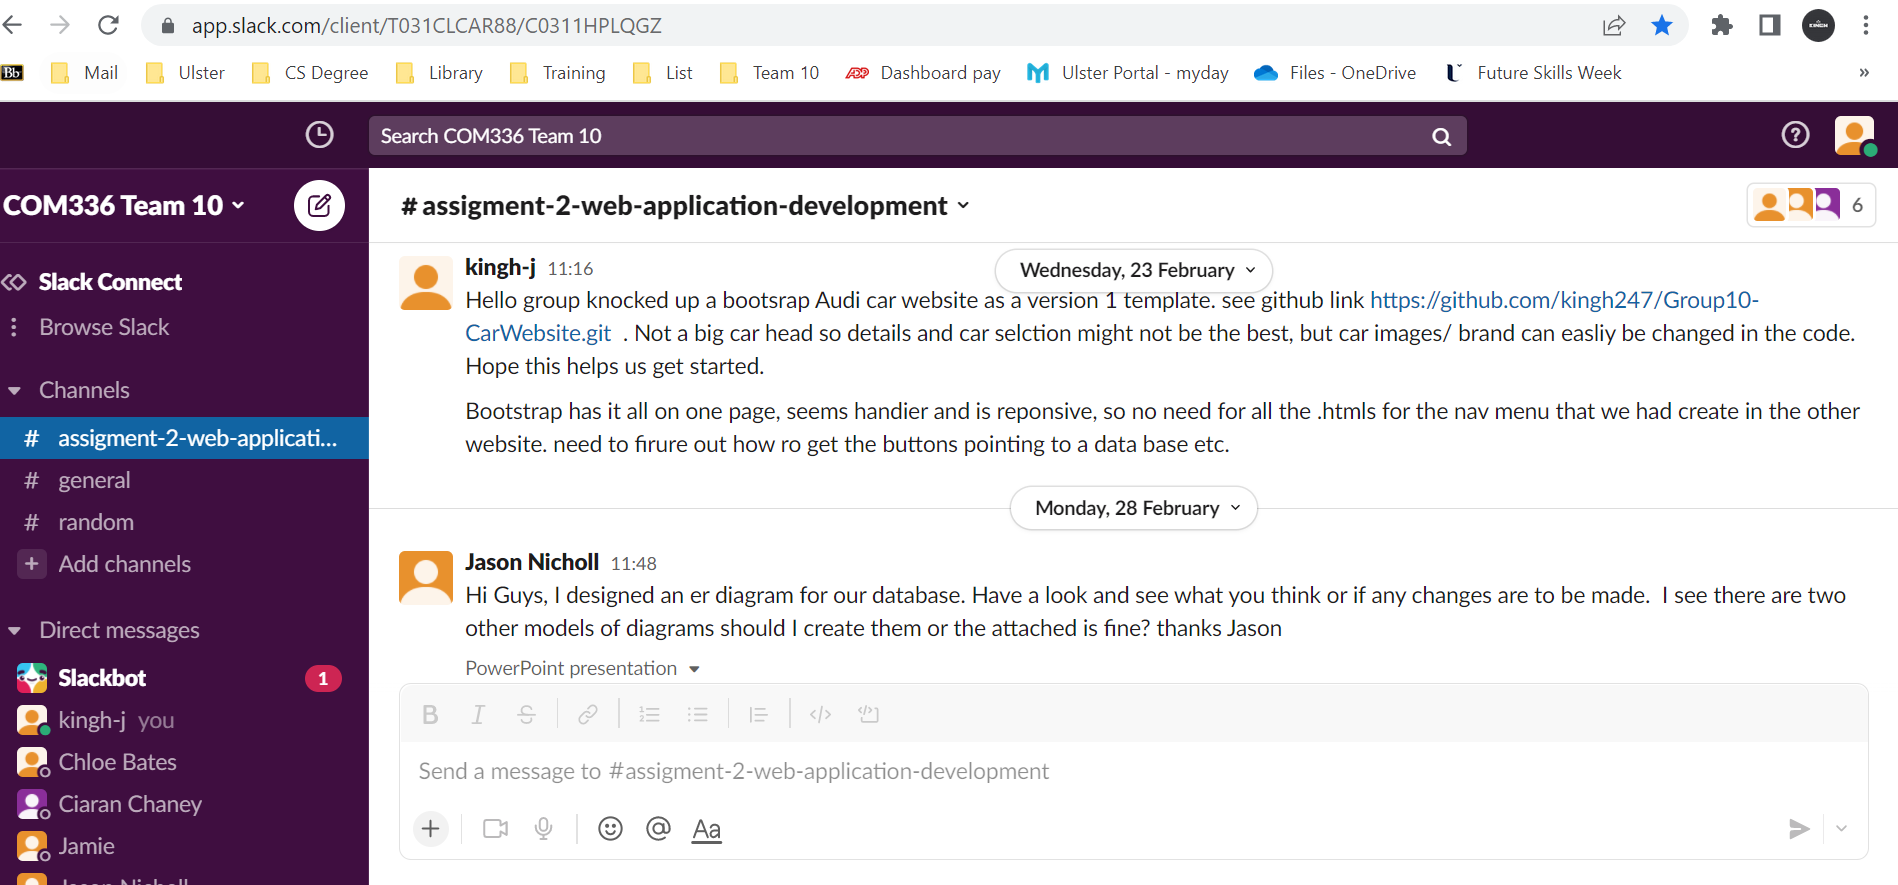 app.slack.com/client/T031CLCAR88/C0311HPLQGZ
Bb Mail Ulster CS Degree Library Training List Team 10 ADP Dashboard pay Ulster Portal - myday Files - OneDrive Future Skills Week »
Search COM336 Team 10
COM336 Team 10
Slack Connect
Browse Slack
Channels
# assigment-2-web-applicati...
# general
# random
+ Add channels
Direct messages
Slackbot 1
kingh-j you
Chloe Bates
Ciaran Chaney
Jamie
Jason Nicholl
# assigment-2-web-application-development
6
kingh-j 11:16
Wednesday, 23 February
Hello group knocked up a bootsrap Audi car website as a version 1 template. see github link https://github.com/kingh247/Group10-
CarWebsite.git . Not a big car head so details and car selction might not be the best, but car images/ brand can easliy be changed in the code.
Hope this helps us get started.
Bootstrap has it all on one page, seems handier and is reponsive, so no need for all the .htmls for the nav menu that we had create in the other
website. need to firure out how ro get the buttons pointing to a data base etc.
Monday, 28 February
Jason Nicholl 11:48
Hi Guys, I designed an er diagram for our database. Have a look and see what you think or if any changes are to be made. I see there are two
other models of diagrams should I create them or the attached is fine? thanks Jason
PowerPoint presentation
B I S
Send a message to #assigment-2-web-application-development
+ @ Aa